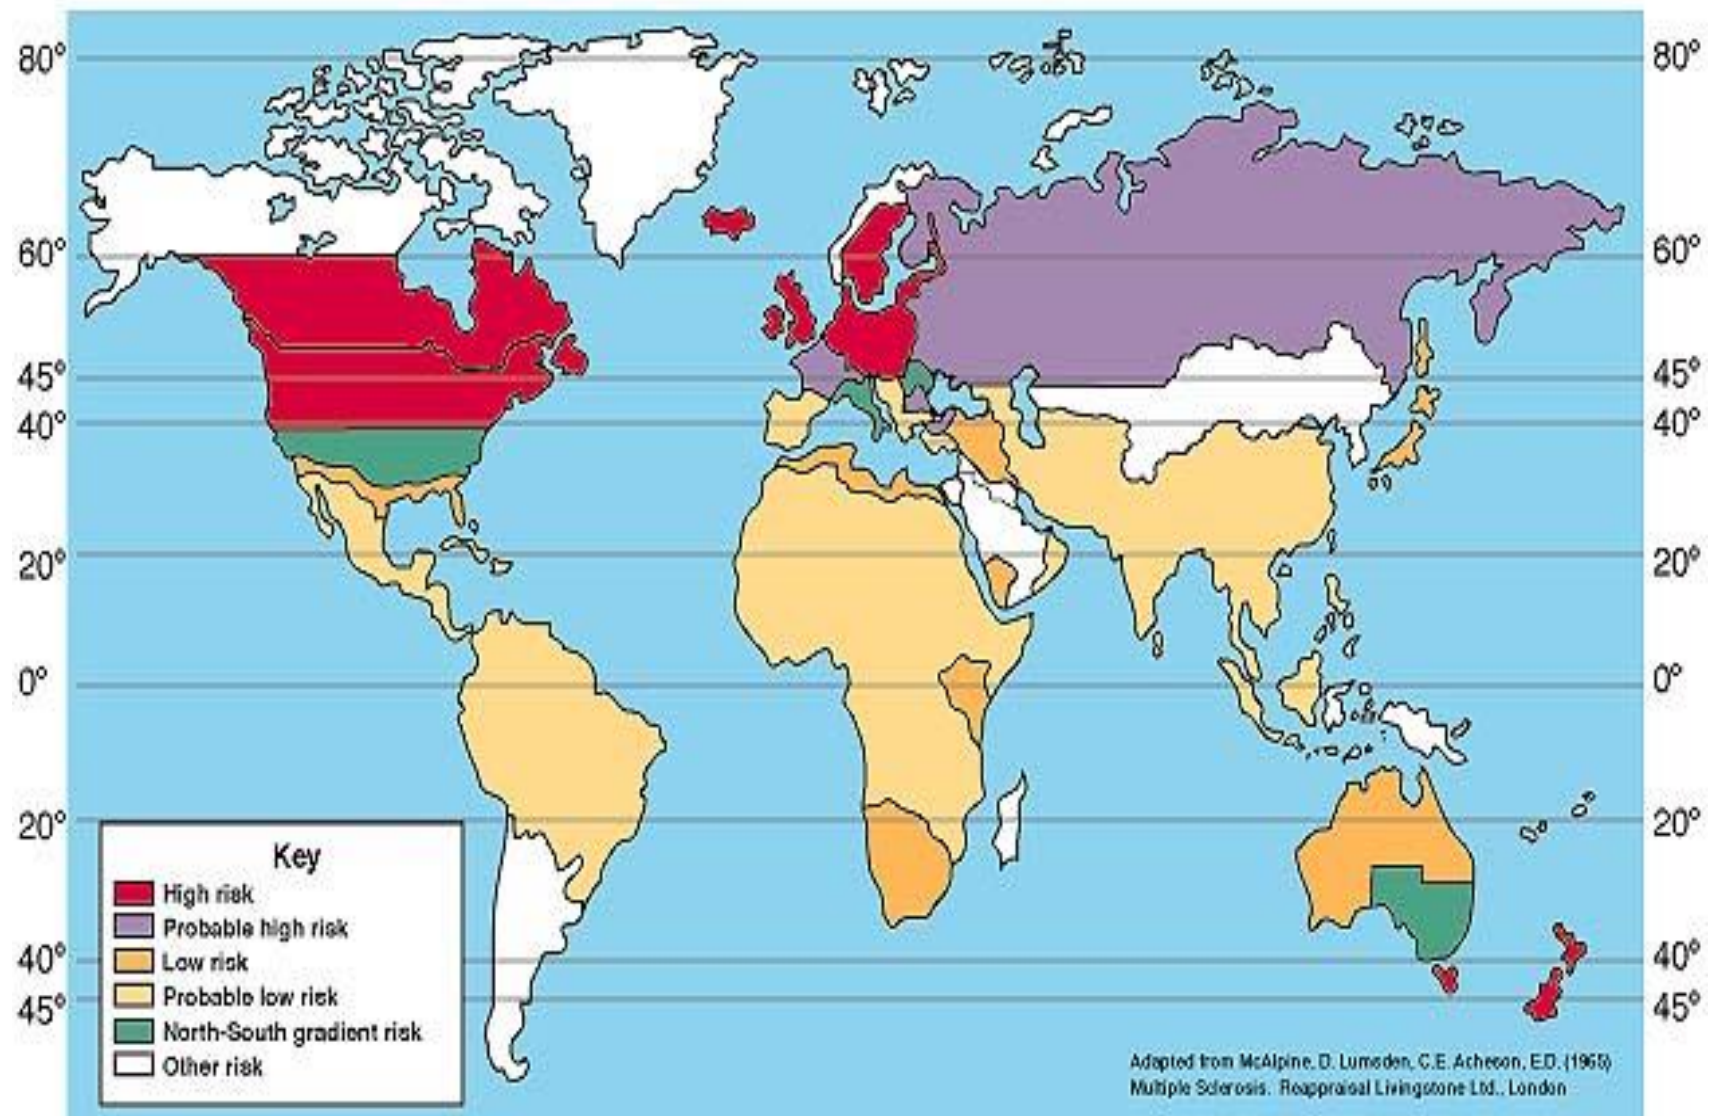 80°
60°
45°
40°
20°
0°
20°
40°
45°
80°
60°
45°
40°
20°
0°
20°
40°
45°
Key
High risk
Probable high risk
Low risk
Probable low risk
North-South gradient risk
Other risk
Adapted from McAlpine, D. Lumsden, C.E. Acheson, E.D. (1965)
Multiple Sclerosis. Reappraisal Livingstone Ltd., London